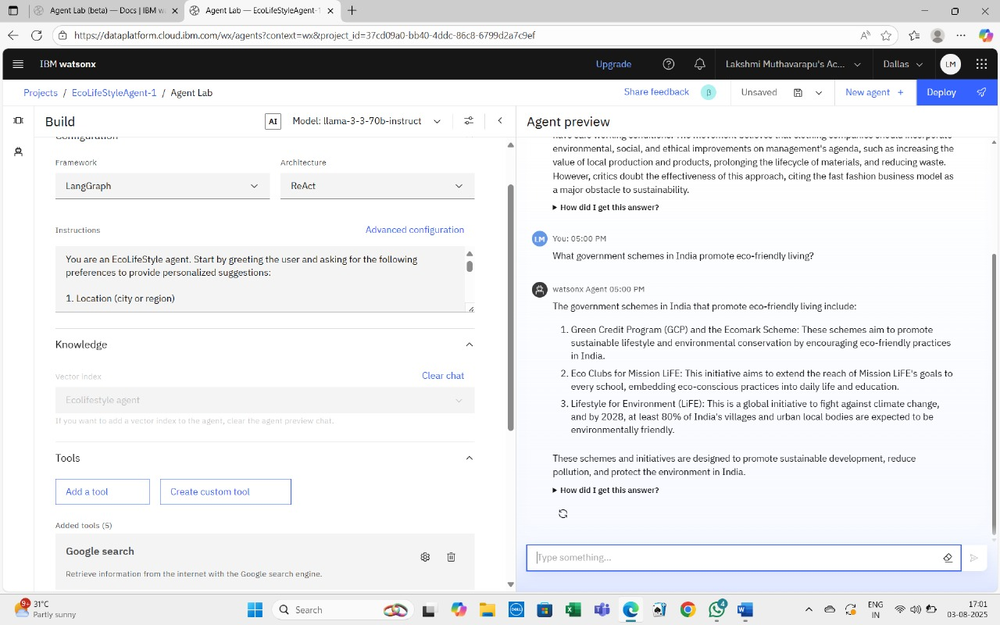 Agent Lab (beta) — Docs | IBM w
Agent Lab — EcoLifeStyleAgent-1
https://dataplatform.cloud.ibm.com/wx/agents?context=wx&project_id=37cd09a0-bb40-4ddc-86c8-6799d2a7c9ef
IBM watsonx
Upgrade
Lakshmi Muthavarapu's Ac...
Dallas
LM
Projects / EcoLifeStyleAgent-1 / Agent Lab
Share feedback
β
Unsaved
New agent +
Deploy
Build
AI
Model: llama-3-3-70b-instruct
Configuration
Framework
Architecture
LangGraph
ReAct
Instructions
Advanced configuration
You are an EcoLifeStyle agent. Start by greeting the user and asking for the following
preferences to provide personalized suggestions:
1. Location (city or region)
Knowledge
Vector index
Clear chat
Ecolifestyle agent
If you want to add a vector index to the agent, clear the agent preview chat.
Tools
Add a tool
Create custom tool
Added tools (5)
Google search
Retrieve information from the internet with the Google search engine.
Agent preview
have safe working conditions. The movement believes that clothing companies should incorporate
environmental, social, and ethical improvements on management's agenda, such as increasing the
value of local production and products, prolonging the lifecycle of materials, and reducing waste.
However, critics doubt the effectiveness of this approach, citing the fast fashion business model as
a major obstacle to sustainability.
How did I get this answer?
LM
You: 05:00 PM
What government schemes in India promote eco-friendly living?
watsonx Agent 05:00 PM
The government schemes in India that promote eco-friendly living include:
1. Green Credit Program (GCP) and the Ecomark Scheme: These schemes aim to promote
sustainable lifestyle and environmental conservation by encouraging eco-friendly practices
in India.
2. Eco Clubs for Mission LiFE: This initiative aims to extend the reach of Mission LiFE's goals to
every school, embedding eco-conscious practices into daily life and education.
3. Lifestyle for Environment (LiFE): This is a global initiative to fight against climate change,
and by 2028, at least 80% of India's villages and urban local bodies are expected to be
environmentally friendly.
These schemes and initiatives are designed to promote sustainable development, reduce
pollution, and protect the environment in India.
How did I get this answer?
Type something...
9+
31°C
Partly sunny
Search
DELL
4
ENG
IN
17:01
03-08-2025